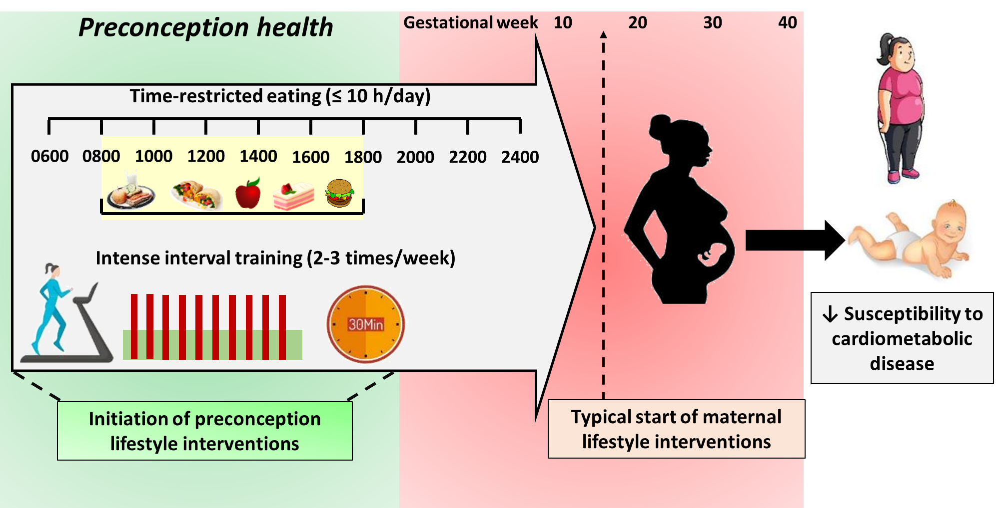 Preconception health
Gestational week 10 20 30 40
Time-restricted eating (≤ 10 h/day)
0600 0800 1000 1200 1400 1600 1800 2000 2200 2400
Intense interval training (2-3 times/week)
30Min
Initiation of preconception
lifestyle interventions
Typical start of maternal
lifestyle interventions
↓ Susceptibility to
cardiometabolic
disease